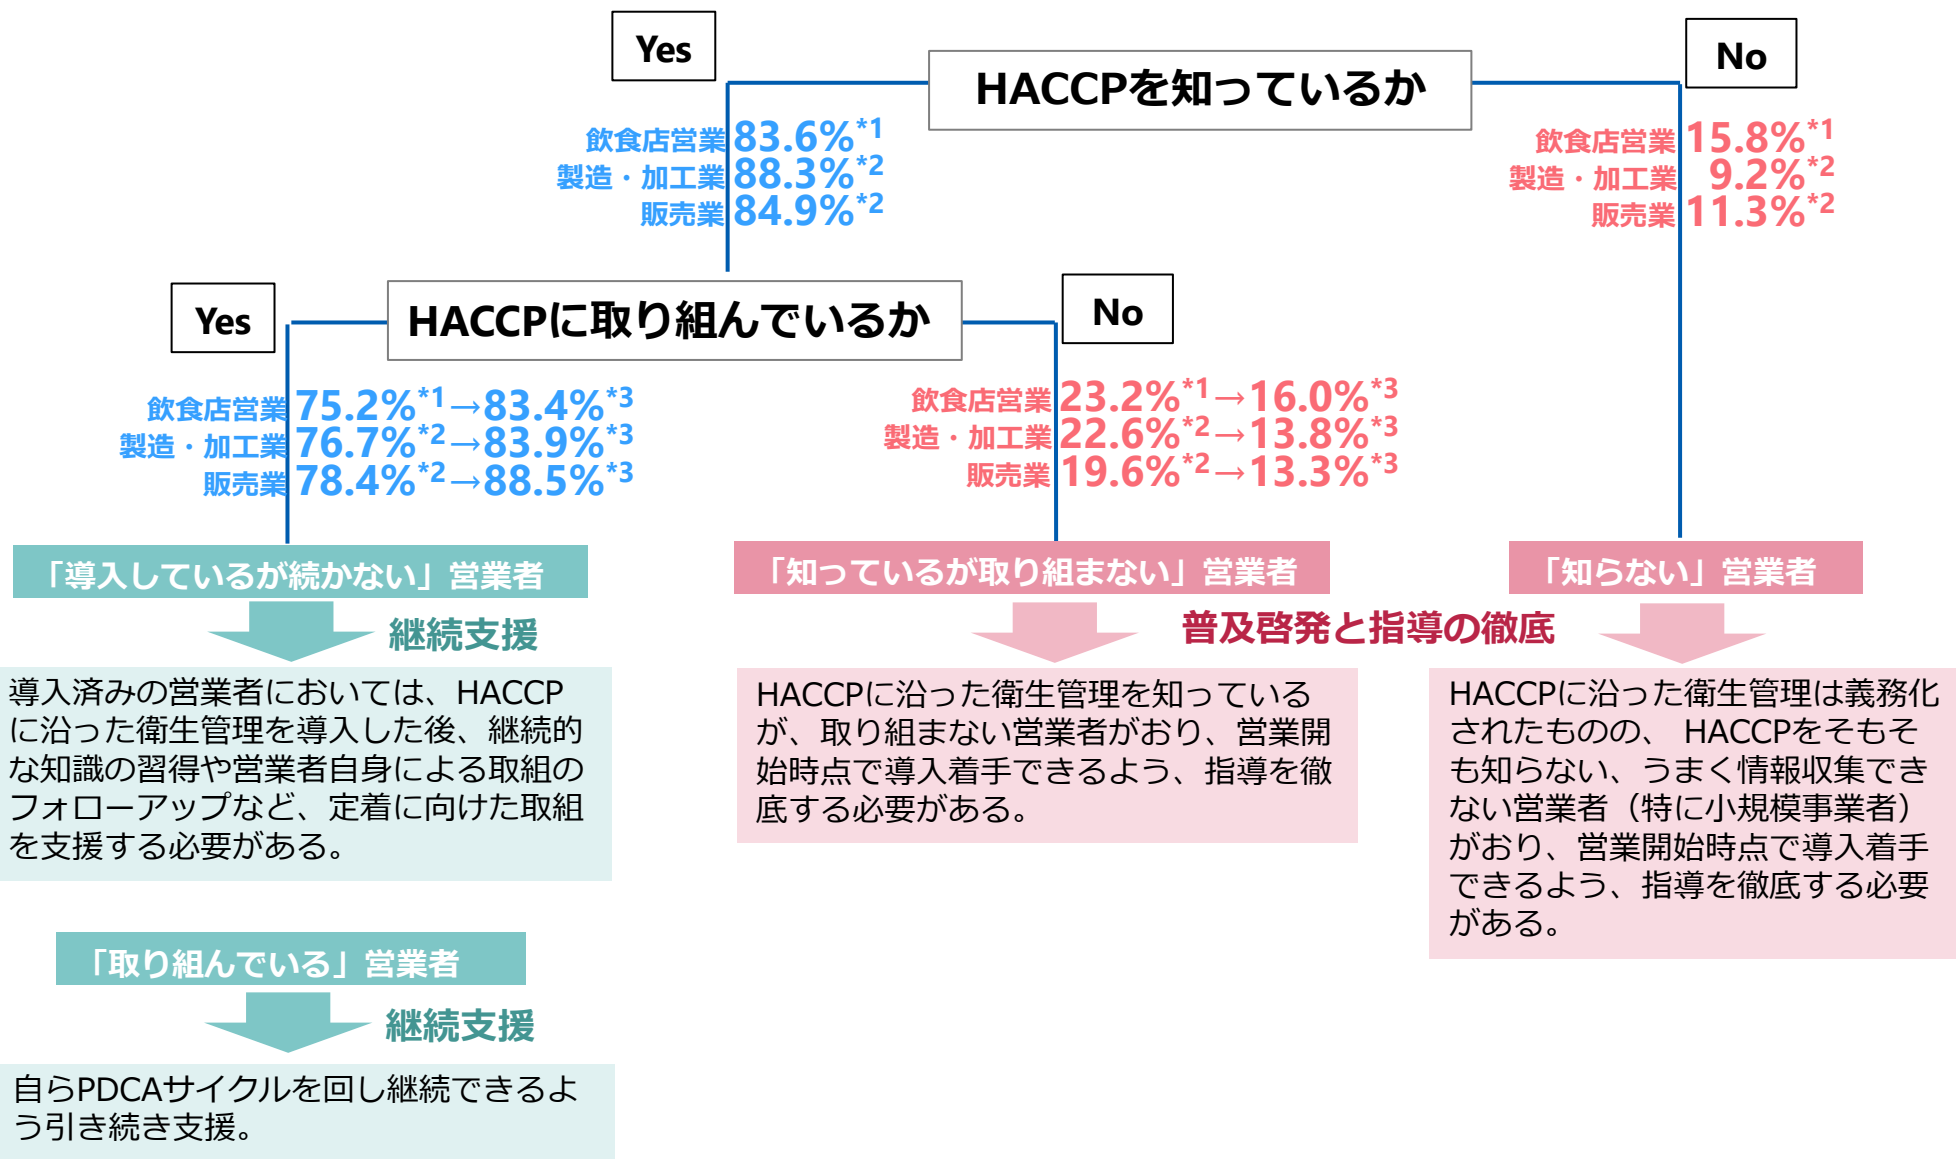 Yes
HACCPを知っているか
No
飲食店営業 83.6%*1
製造・加工業 88.3%*2
販売業 84.9%*2
飲食店営業 15.8%*1
製造・加工業 9.2%*2
販売業 11.3%*2
Yes
HACCPに取り組んでいるか
No
飲食店営業 75.2%*1→83.4%*3
製造・加工業 76.7%*2→83.9%*3
販売業 78.4%*2→88.5%*3
飲食店営業 23.2%*1→16.0%*3
製造・加工業 22.6%*2→13.8%*3
販売業 19.6%*2→13.3%*3
「導入しているが続かない」営業者
継続支援
導入済みの営業者においては、HACCP
に沿った衛生管理を導入した後、継続的
な知識の習得や営業者自身による取組の
フォローアップなど、定着に向けた取組
を支援する必要がある。
「取り組んでいる」営業者
継続支援
自らPDCAサイクルを回し継続できるよ
う引き続き支援。
「知っているが取り組まない」営業者
普及啓発と指導の徹底
HACCPに沿った衛生管理を知っている
が、取り組まない営業者がおり、営業開
始時点で導入着手できるよう、指導を徹
底する必要がある。
「知らない」営業者
HACCPに沿った衛生管理は義務化
されたものの、 HACCPをそもそ
も知らない、うまく情報収集でき
ない営業者（特に小規模事業者）
がおり、営業開始時点で導入着手
できるよう、指導を徹底する必要
がある。